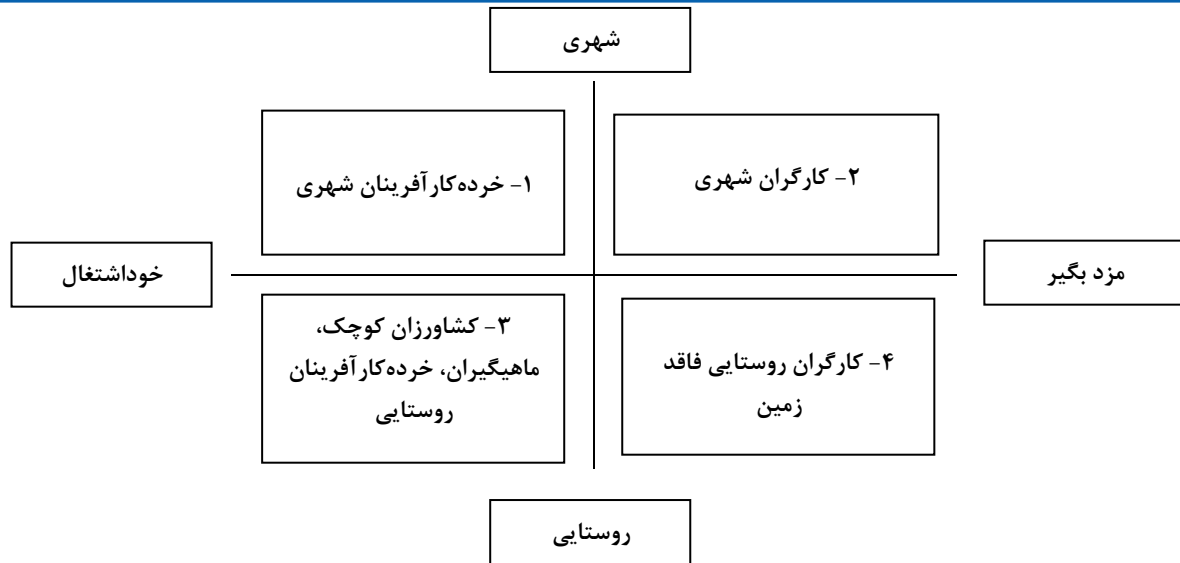 شهری
۱- خرده‌کارآفرینان شهری
۲- کارگران شهری
خوداشتغال
مزد بگیر
۳- کشاورزان کوچک،
ماهیگیران، خرده‌کارآفرینان
روستایی
۴- کارگران روستایی فاقد
زمین
روستایی